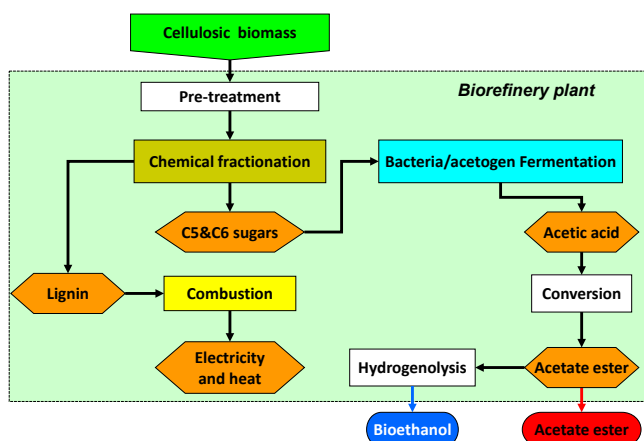 Cellulosic biomass
Biorefinery plant
Pre-treatment
Chemical fractionation
Bacteria/acetogen Fermentation
C5&C6 sugars
Acetic acid
Lignin
Combustion
Conversion
Electricity
and heat
Hydrogenolysis
Acetate ester
Bioethanol
Acetate ester